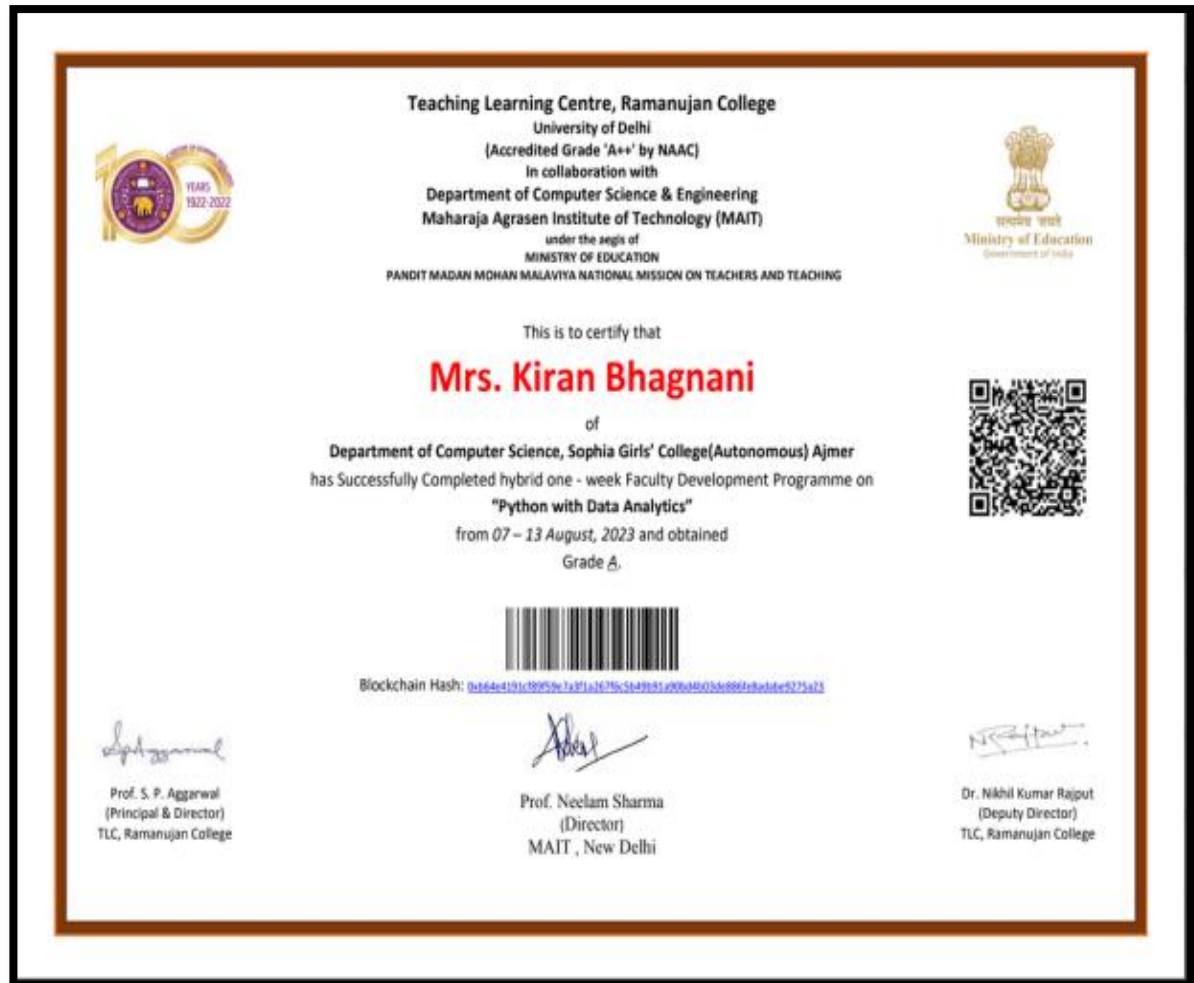 Teaching Learning Centre, Ramanujan College
University of Delhi
(Accredited Grade 'A++' by NAAC)
In collaboration with
Department of Computer Science & Engineering
Maharaja Agrasen Institute of Technology (MAIT)
under the aegis of
MINISTRY OF EDUCATION
PANDIT MADAN MOHAN MALAVIYA NATIONAL MISSION ON TEACHERS AND TEACHING
YEARS
1922-2022
सत्यमेव जयते
Ministry of Education
Government of India
This is to certify that
Mrs. Kiran Bhagnani
of
Department of Computer Science, Sophia Girls' College(Autonomous) Ajmer
has Successfully Completed hybrid one - week Faculty Development Programme on
"Python with Data Analytics"
from 07 – 13 August, 2023 and obtained
Grade A.
Blockchain Hash:
Prof. S. P. Aggarwal
(Principal & Director)
TLC, Ramanujan College
Prof. Neelam Sharma
(Director)
MAIT , New Delhi
Dr. Nikhil Kumar Rajput
(Deputy Director)
TLC, Ramanujan College